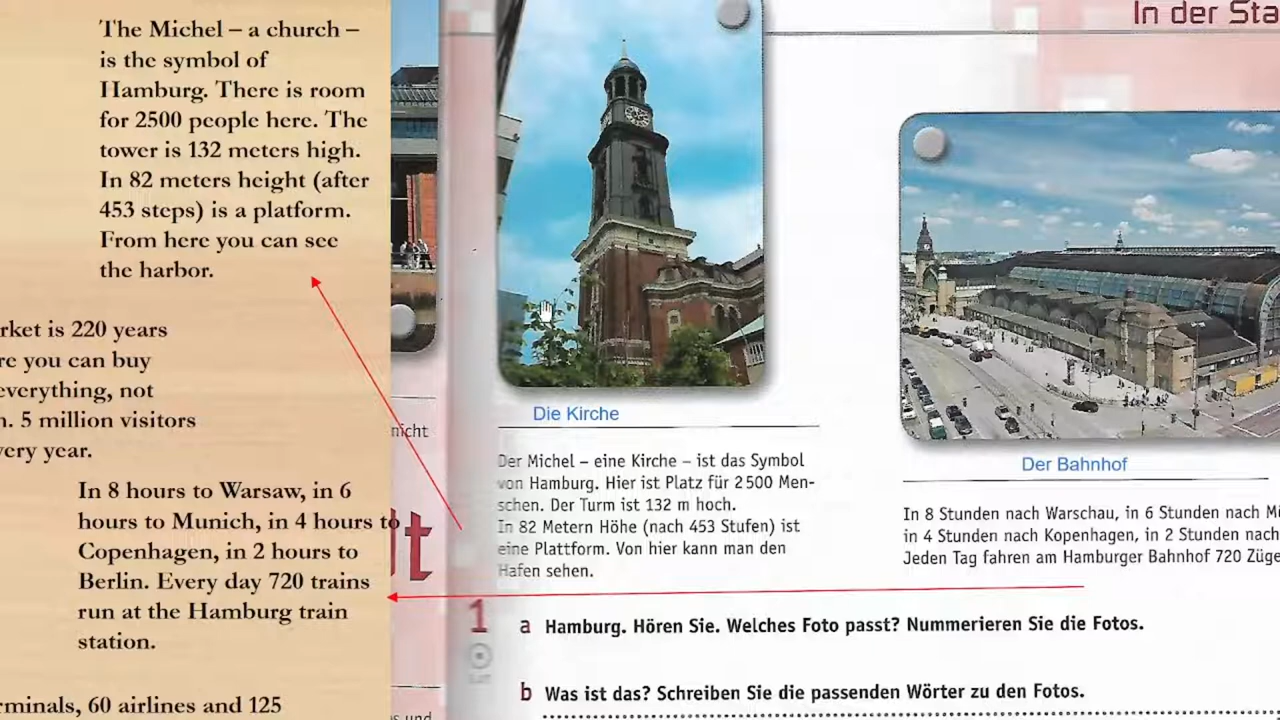 The Michel – a church –
is the symbol of
Hamburg. There is room
for 2500 people here. The
tower is 132 meters high.
In 82 meters height (after
453 steps) is a platform.
From here you can see
the harbor.
rket is 220 years
re you can buy
everything, not
n. 5 million visitors
very year.
In 8 hours to Warsaw, in 6
hours to Munich, in 4 hours to
Copenhagen, in 2 hours to
Berlin. Every day 720 trains
run at the Hamburg train
station.
rminals, 60 airlines and 125
nicht
t
s und
In der Sta
Die Kirche
Der Michel – eine Kirche – ist das Symbol
von Hamburg. Hier ist Platz für 2500 Men-
schen. Der Turm ist 132 m hoch.
In 82 Metern Höhe (nach 453 Stufen) ist
eine Plattform. Von hier kann man den
Hafen sehen.
Der Bahnhof
In 8 Stunden nach Warschau, in 6 Stunden nach Mü
in 4 Stunden nach Kopenhagen, in 2 Stunden nach
Jeden Tag fahren am Hamburger Bahnhof 720 Züge
1
a Hamburg. Hören Sie. Welches Foto passt? Nummerieren Sie die Fotos.
b Was ist das? Schreiben Sie die passenden Wörter zu den Fotos.